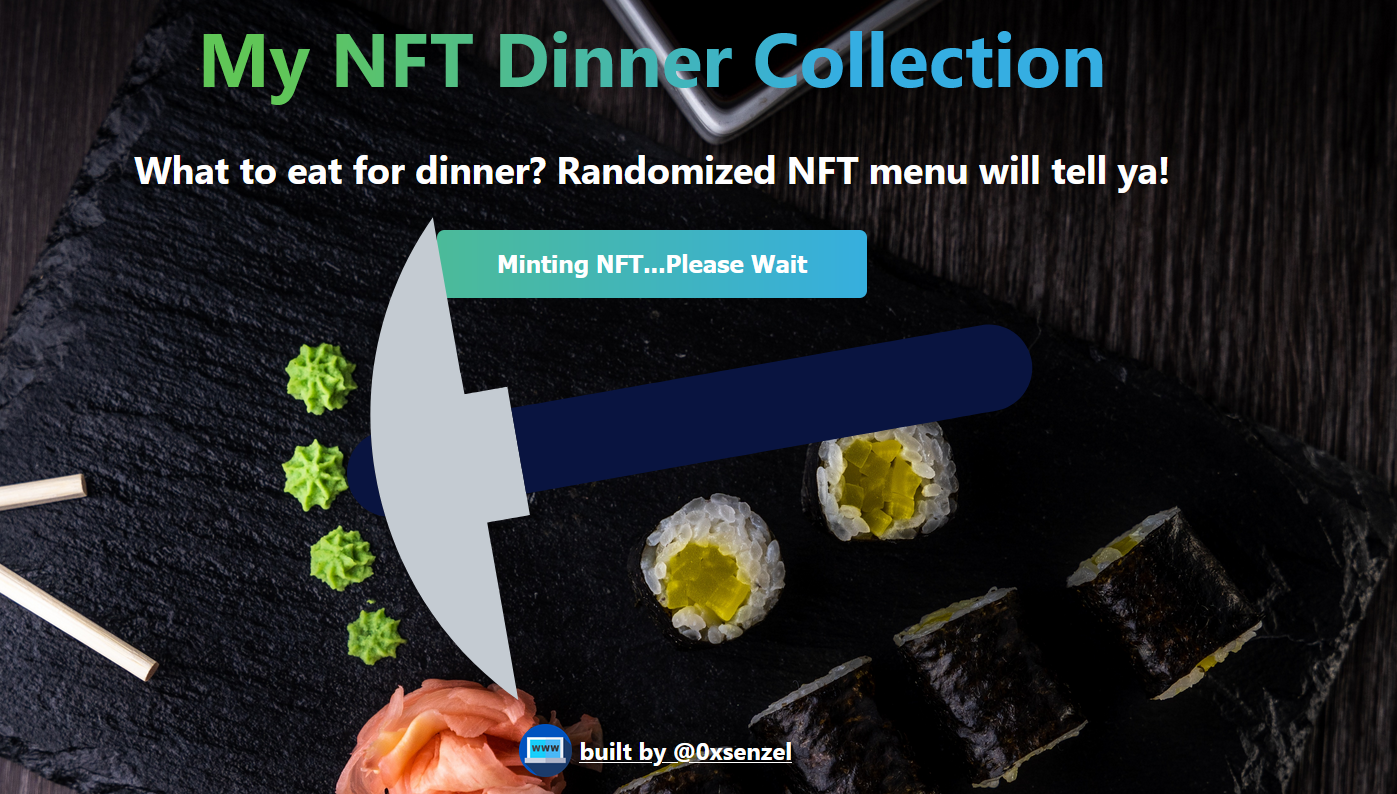 My NFT Dinner Collection
What to eat for dinner? Randomized NFT menu will tell ya!
Minting NFT...Please Wait
www
built by @0xsenzel